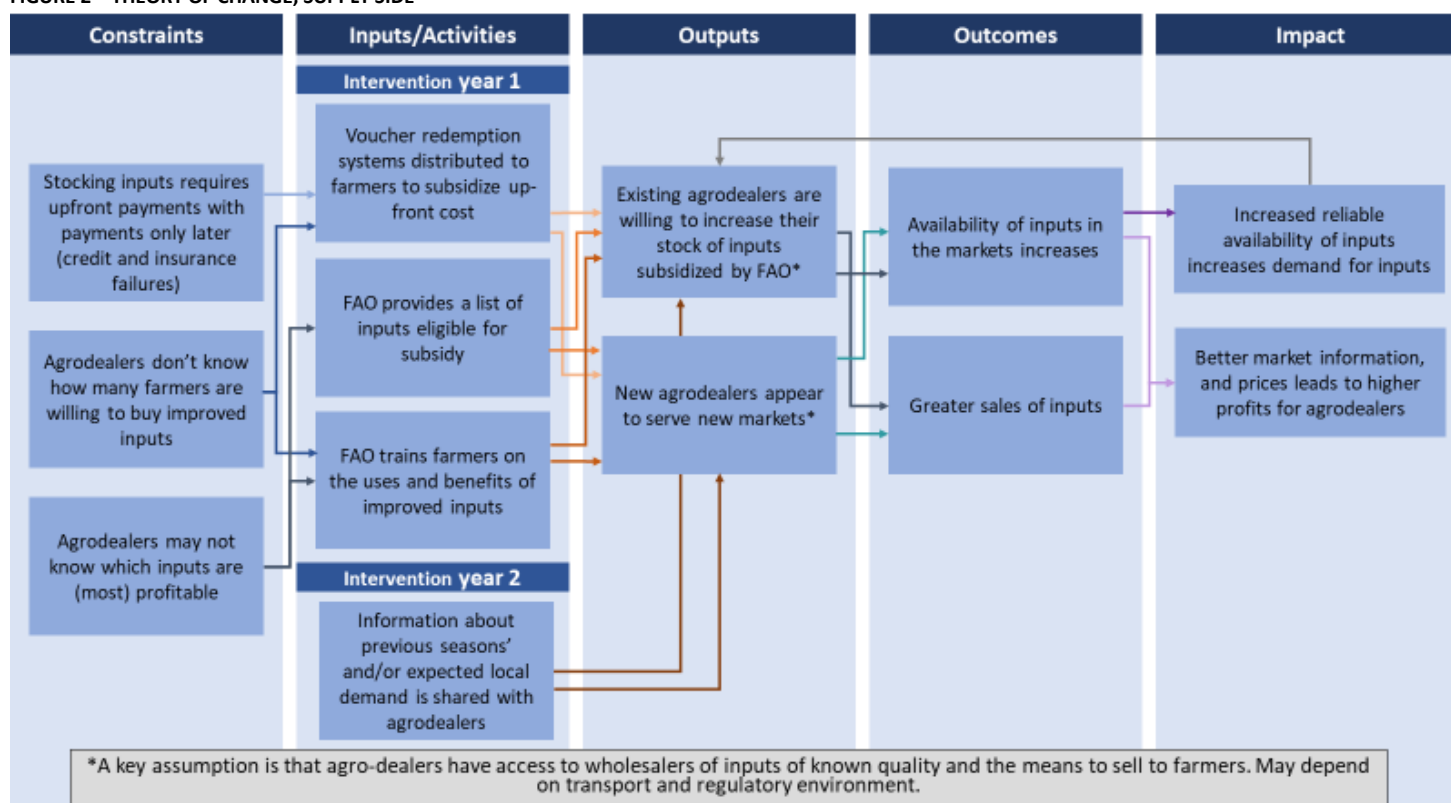 FIGURE 2 – THEORY OF CHANGE, SUPPLY SIDE
Constraints
Stocking inputs requires
upfront payments with
payments only later
(credit and insurance
failures)
Agrodealers don’t know
how many farmers are
willing to buy improved
inputs
Agrodealers may not
know which inputs are
(most) profitable
Inputs/Activities
Intervention year 1
Voucher redemption
systems distributed to
farmers to subsidize up-
front cost
FAO provides a list of
inputs eligible for
subsidy
FAO trains farmers on
the uses and benefits of
improved inputs
Intervention year 2
Information about
previous seasons’
and/or expected local
demand is shared with
agrodealers
Outputs
Existing agrodealers are
willing to increase their
stock of inputs
subsidized by FAO*
New agrodealers appear
to serve new markets*
Outcomes
Availability of inputs in
the markets increases
Greater sales of inputs
Impact
Increased reliable
availability of inputs
increases demand for inputs
Better market information,
and prices leads to higher
profits for agrodealers
*A key assumption is that agro-dealers have access to wholesalers of inputs of known quality and the means to sell to farmers. May depend
on transport and regulatory environment.